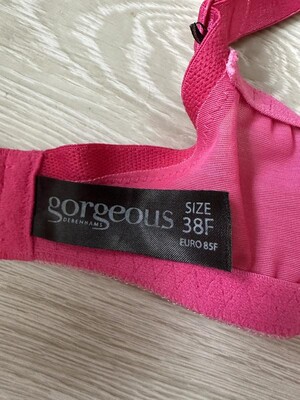 gorgeous
DEBENHAMS
SIZE
38F
EURO 85F